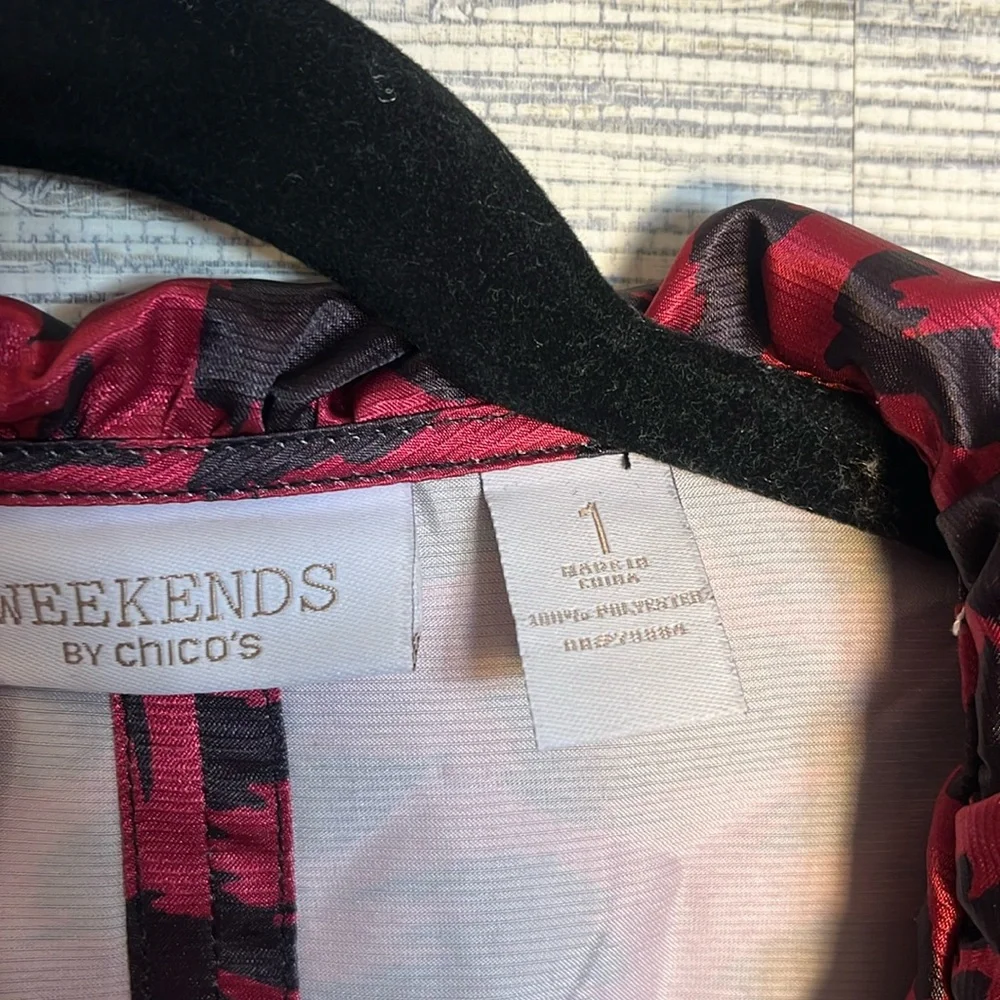 WEEKENDS
BY chico's
1
MADE IN
CHINA
100% POLYESTER